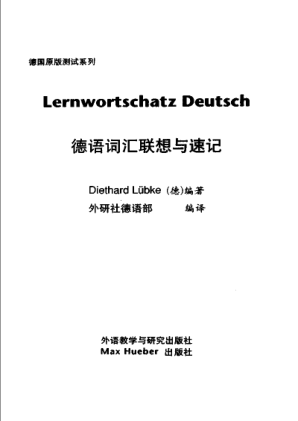 德国原版测试系列
Lernwortschatz Deutsch
德语词汇联想与速记
Diethard Lübke (德)编著
外研社德语部 编译
外语教学与研究出版社
Max Hueber 出版社